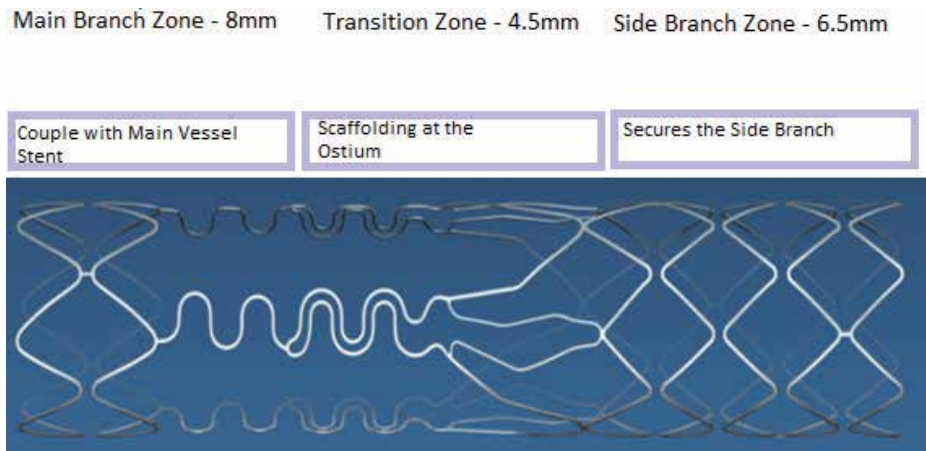 Main Branch Zone - 8mm
Transition Zone - 4.5mm
Side Branch Zone - 6.5mm
Couple with Main Vessel
Stent
Scaffolding at the
Ostium
Secures the Side Branch